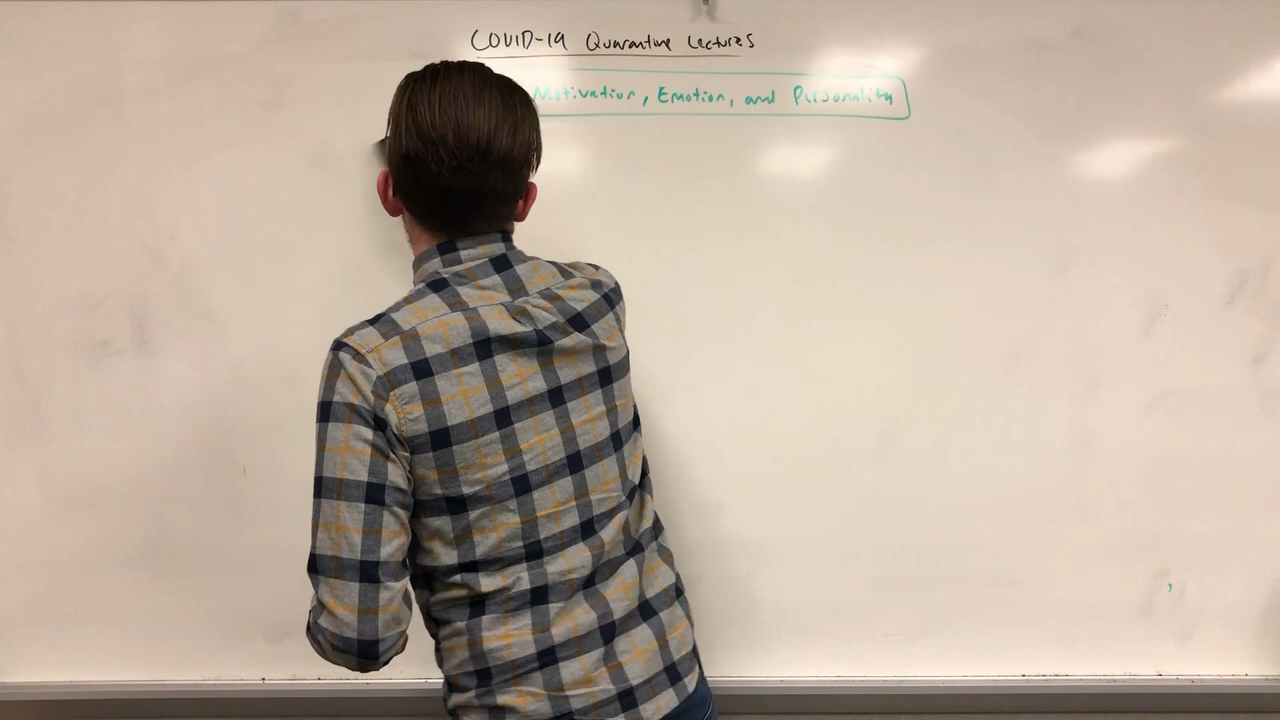 COVID-19 Quarantine Lectures
Motivation, Emotion, and Personality